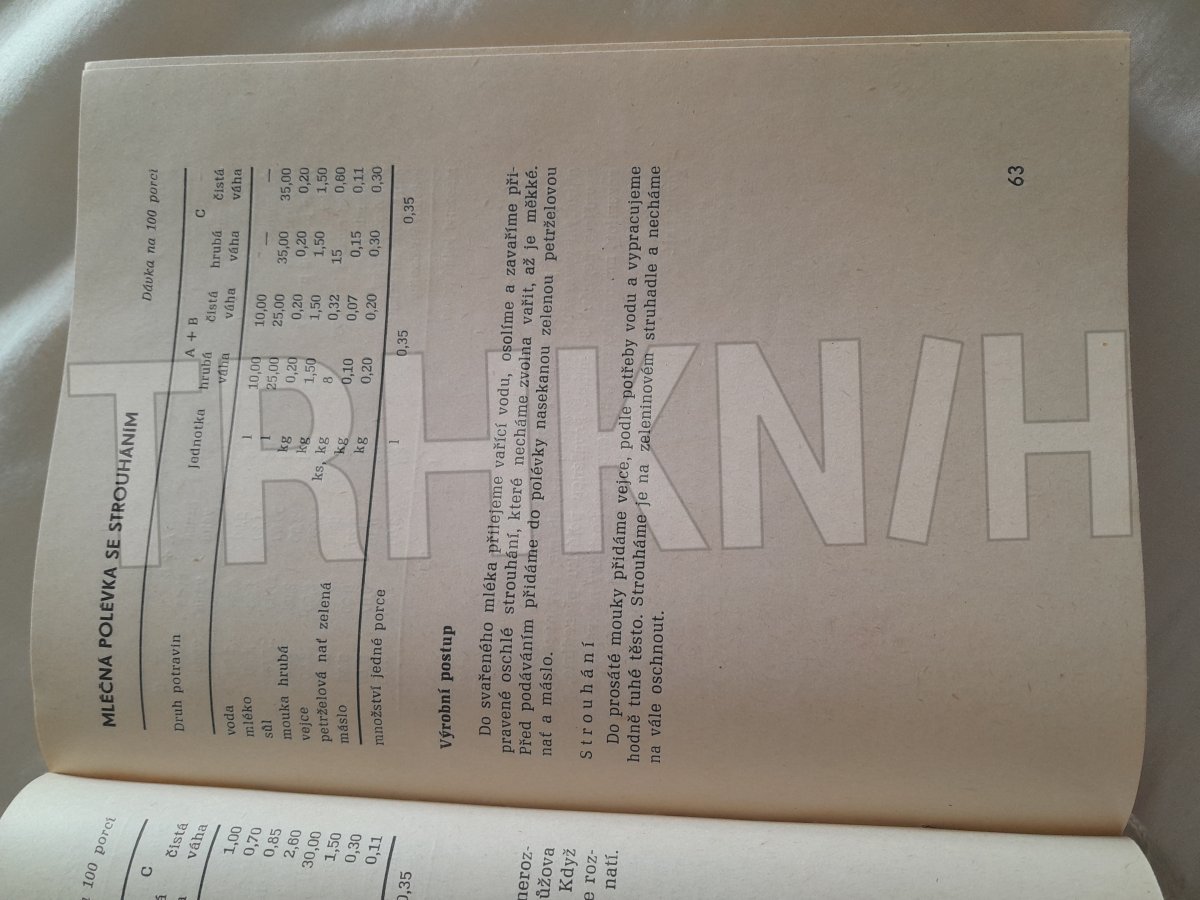 100 porcí
C
čistá
váha
1,00
0,70
0,85
2,60
30,00
1,50
0,30
0,11
0,35
neroz-
ůžova
Když
e roz-
natí.
MLÉČNÁ POLÉVKA SE STROUHÁNÍM
Dávka na 100 porcí
Druh potravin Jednotka A + B C
hrubá váha čistá váha hrubá váha čistá váha
voda l 10,00 10,00 — —
mléko l 25,00 25,00 35,00 35,00
sůl kg 0,20 0,20 0,20 0,20
mouka hrubá kg 1,50 1,50 1,50 1,50
vejce ks, kg 8 0,32 15 0,60
petrželová nať zelená kg 0,10 0,07 0,15 0,11
máslo kg 0,20 0,20 0,30 0,30
množství jedné porce l 0,35 0,35
Výrobní postup
Do svařeného mléka přilejeme vařící vodu, osolíme a zavaříme při-
pravené oschlé strouhání, které necháme zvolna vařit, až je měkké.
Před podáváním přidáme do polévky nasekanou zelenou petrželovou
nať a máslo.
Strouhání
Do prosáté mouky přidáme vejce, podle potřeby vodu a vypracujeme
hodně tuhé těsto. Strouháme je na zeleninovém struhadle a necháme
na vále oschnout.
63
TRHKN/H